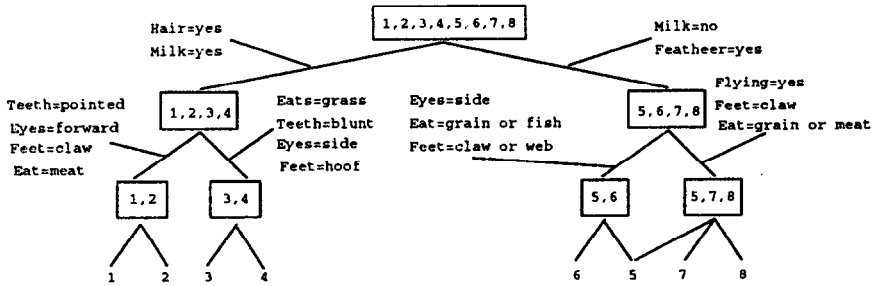 1,2,3,4,5,6,7,8
Hair=yes
Milk=yes
Milk=no
Featheer=yes
Teeth=pointed
Eyes=forward
Feet=claw
Eat=meat
1,2,3,4
Eats=grass
Teeth=blunt
Eyes=side
Feet=hoof
Eyes=side
Eat=grain or fish
Feet=claw or web
5,6,7,8
Flying=yes
Feet=claw
Eat=grain or meat
1,2
3,4
5,6
5,7,8
1 2 3 4 6 5 7 8